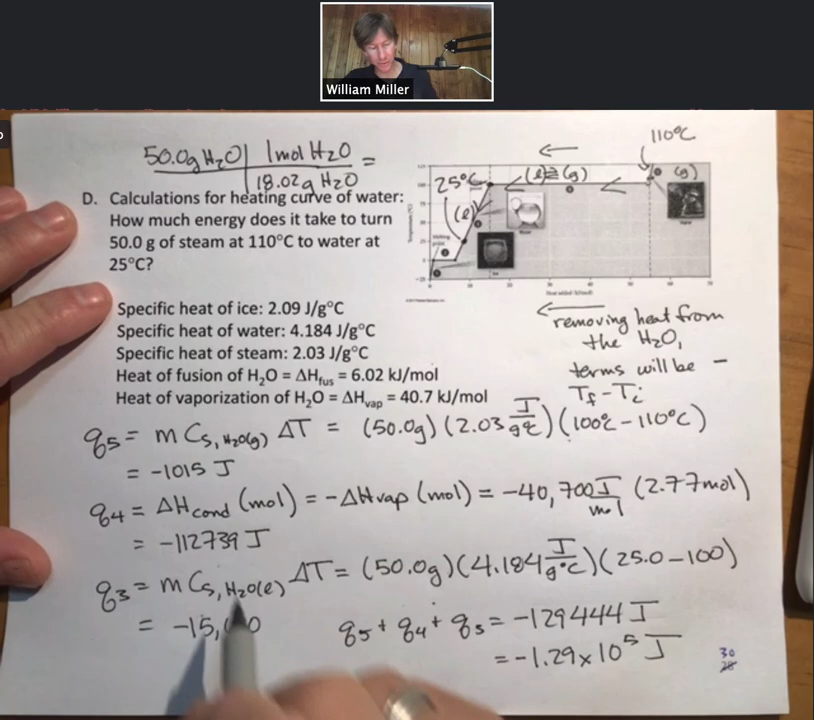 William Miller
50.0g H2O | 1mol H2O =
18.02g H2O
110°C
25°C
(l)⇌(g)
(g)
(l)
D. Calculations for heating curve of water:
How much energy does it take to turn
50.0 g of steam at 110°C to water at
25°C?
Specific heat of ice: 2.09 J/g°C
Specific heat of water: 4.184 J/g°C
Specific heat of steam: 2.03 J/g°C
Heat of fusion of H2O = ΔHfus = 6.02 kJ/mol
Heat of vaporization of H2O = ΔHvap = 40.7 kJ/mol
removing heat from
the H2O,
terms will be -
Tf - Ti
q5 = m Cs,H2O(g) ΔT = (50.0g)(2.03 J/g°C)(100°C - 110°C)
= -1015 J
q4 = ΔHcond (mol) = -ΔHvap (mol) = -40,700 J/mol (2.77mol)
= -112739 J
q3 = m Cs,H2O(l) ΔT = (50.0g)(4.184 J/g°C)(25.0-100)
= -15,
q5 + q4 + q3 = -129444 J
= -1.29x10^5 J
30
28